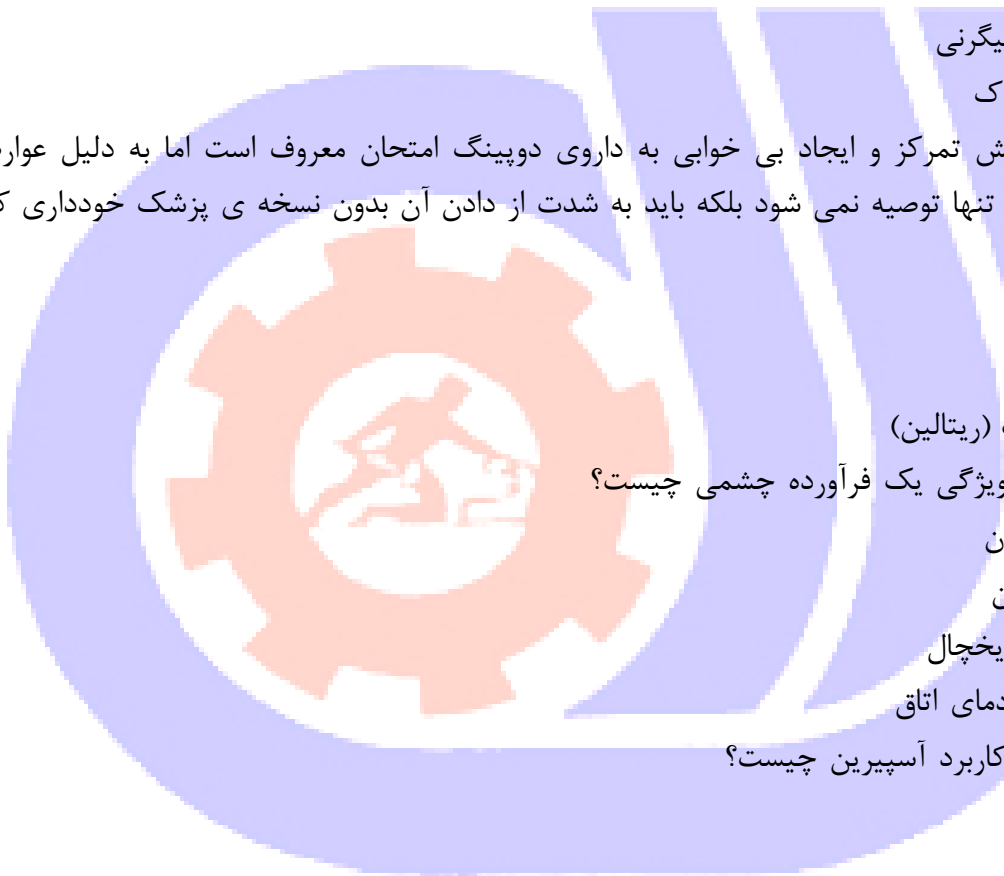 یگرنی
ک
ش تمرکز و ایجاد بی خوابی به داروی دوپینگ امتحان معروف است اما به دلیل عوار
تنها توصیه نمی شود بلکه باید به شدت از دادن آن بدون نسخه ی پزشک خودداری ک
(ریتالین)
ویژگی یک فرآورده چشمی چیست؟
ن
ن
یخچال
دمای اتاق
کاربرد آسپیرین چیست؟